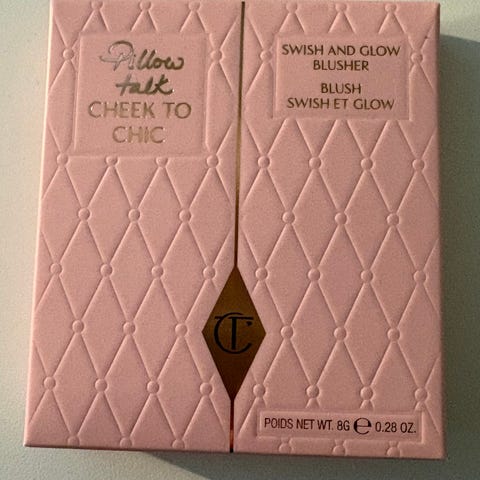 Pillow
talk
CHEEK TO
CHIC
SWISH AND GLOW
BLUSHER
BLUSH
SWISH ET GLOW
CT
POIDS NET WT. 8G ℮ 0.28 OZ.